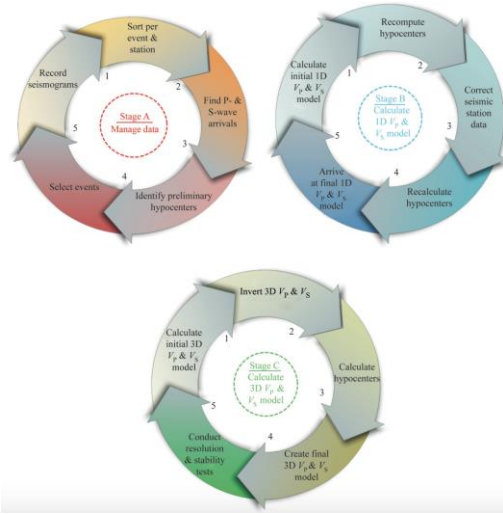 Sort per
event &
station
1
Record
seismograms
2
Find P- &
S-wave
arrivals
Stage A
Manage data
5
3
4
Select events
Identify preliminary
hypocenters
Recompute
hypocenters
Calculate
initial 1D
VP & VS
model
1
2
Correct
seismic
station
data
Stage B
Calculate
1D VP &
VS model
5
3
4
Arrive
at final 1D
VP & VS
model
Recalculate
hypocenters
Invert 3D VP & VS
Calculate
initial 3D
VP & VS
model
1
2
Calculate
hypocenters
Stage C
Calculate
3D VP &
VS model
5
3
4
Conduct
resolution
& stability
tests
Create final
3D VP & VS
model